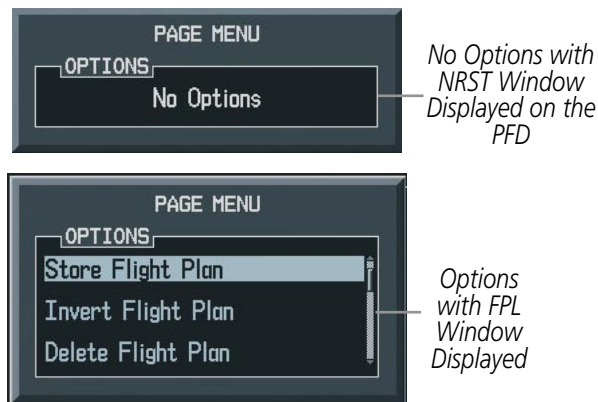 PAGE MENU
OPTIONS
No Options
No Options with
NRST Window
Displayed on the
PFD
PAGE MENU
OPTIONS
Store Flight Plan
Invert Flight Plan
Delete Flight Plan
Options
with FPL
Window
Displayed